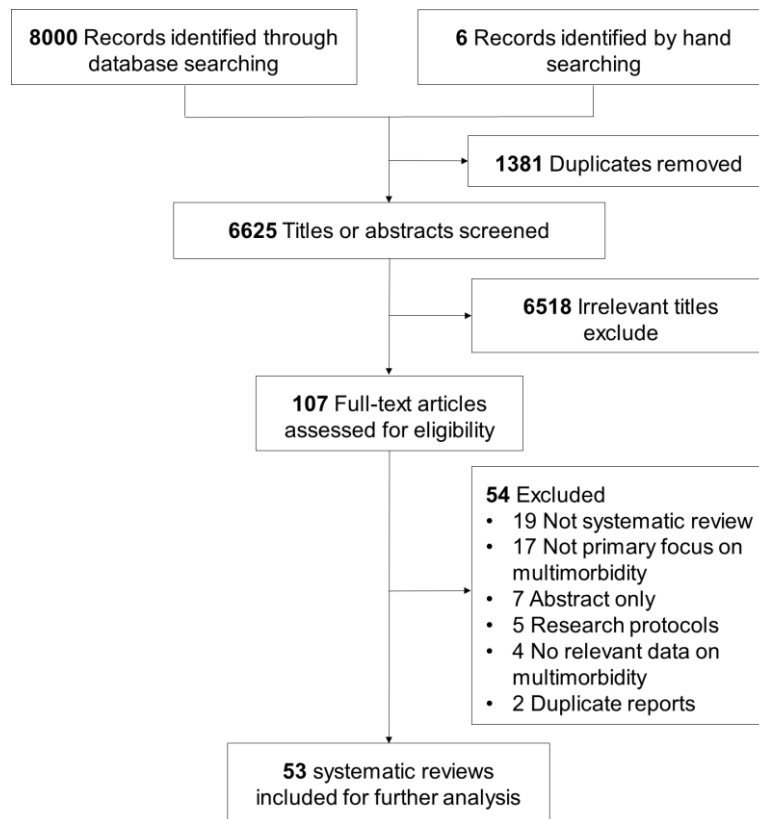 8000 Records identified through
database searching
6 Records identified by hand
searching
1381 Duplicates removed
6625 Titles or abstracts screened
6518 Irrelevant titles
exclude
107 Full-text articles
assessed for eligibility
54 Excluded
• 19 Not systematic review
• 17 Not primary focus on
multimorbidity
• 7 Abstract only
• 5 Research protocols
• 4 No relevant data on
multimorbidity
• 2 Duplicate reports
53 systematic reviews
included for further analysis